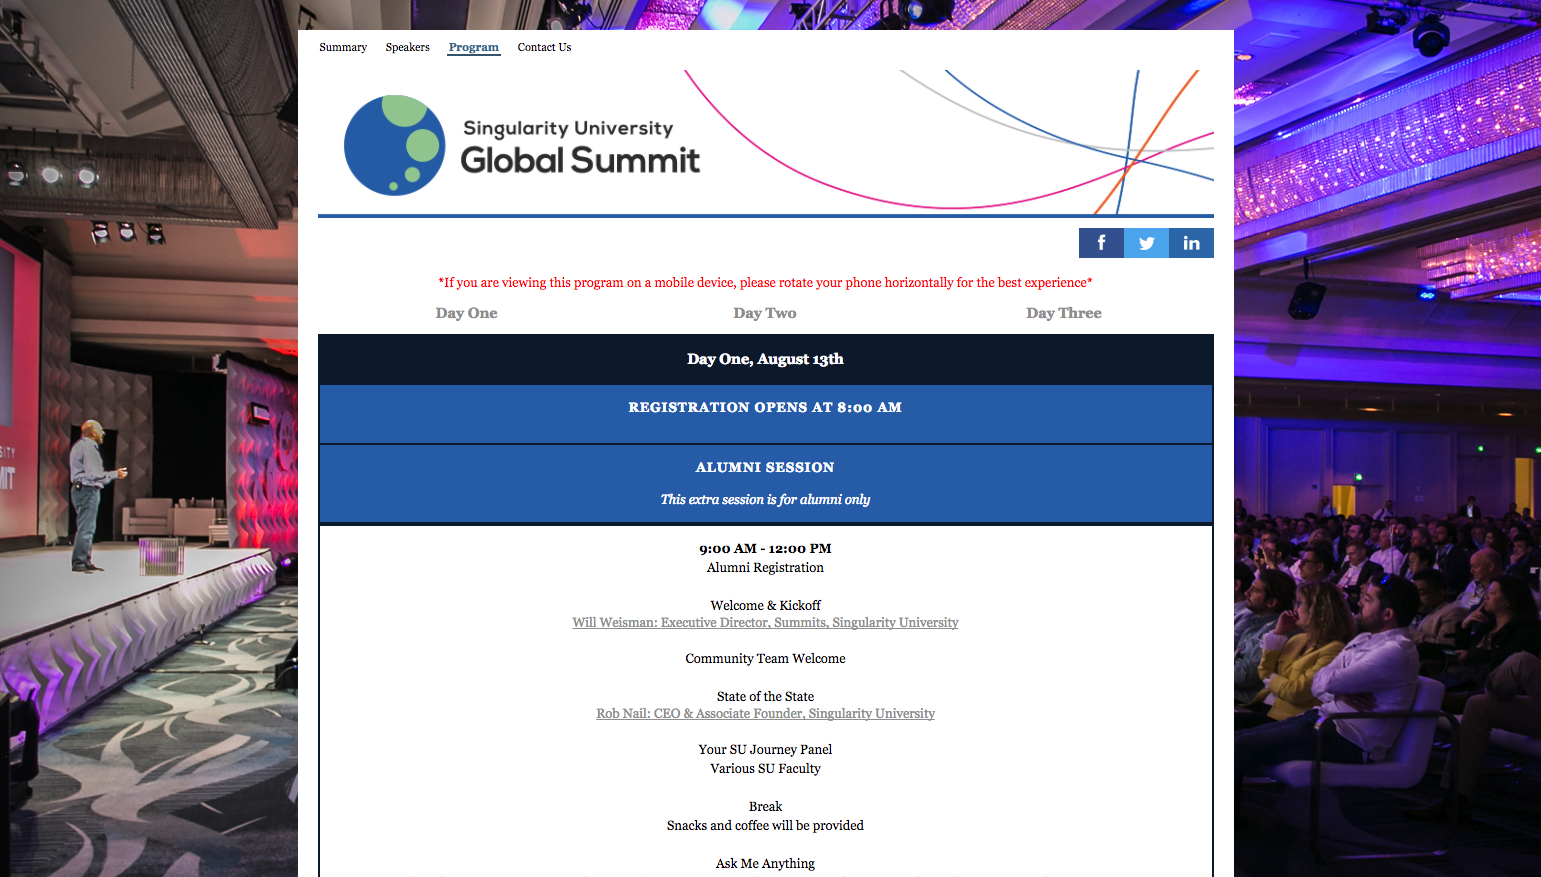 Summary Speakers Program Contact Us
Singularity University
Global Summit
f in
*If you are viewing this program on a mobile device, please rotate your phone horizontally for the best experience*
Day One Day Two Day Three
Day One, August 13th
REGISTRATION OPENS AT 8:00 AM
ALUMNI SESSION
This extra session is for alumni only
9:00 AM - 12:00 PM
Alumni Registration
Welcome & Kickoff
Will Weisman: Executive Director, Summits, Singularity University
Community Team Welcome
State of the State
Rob Nail: CEO & Associate Founder, Singularity University
Your SU Journey Panel
Various SU Faculty
Break
Snacks and coffee will be provided
Ask Me Anything